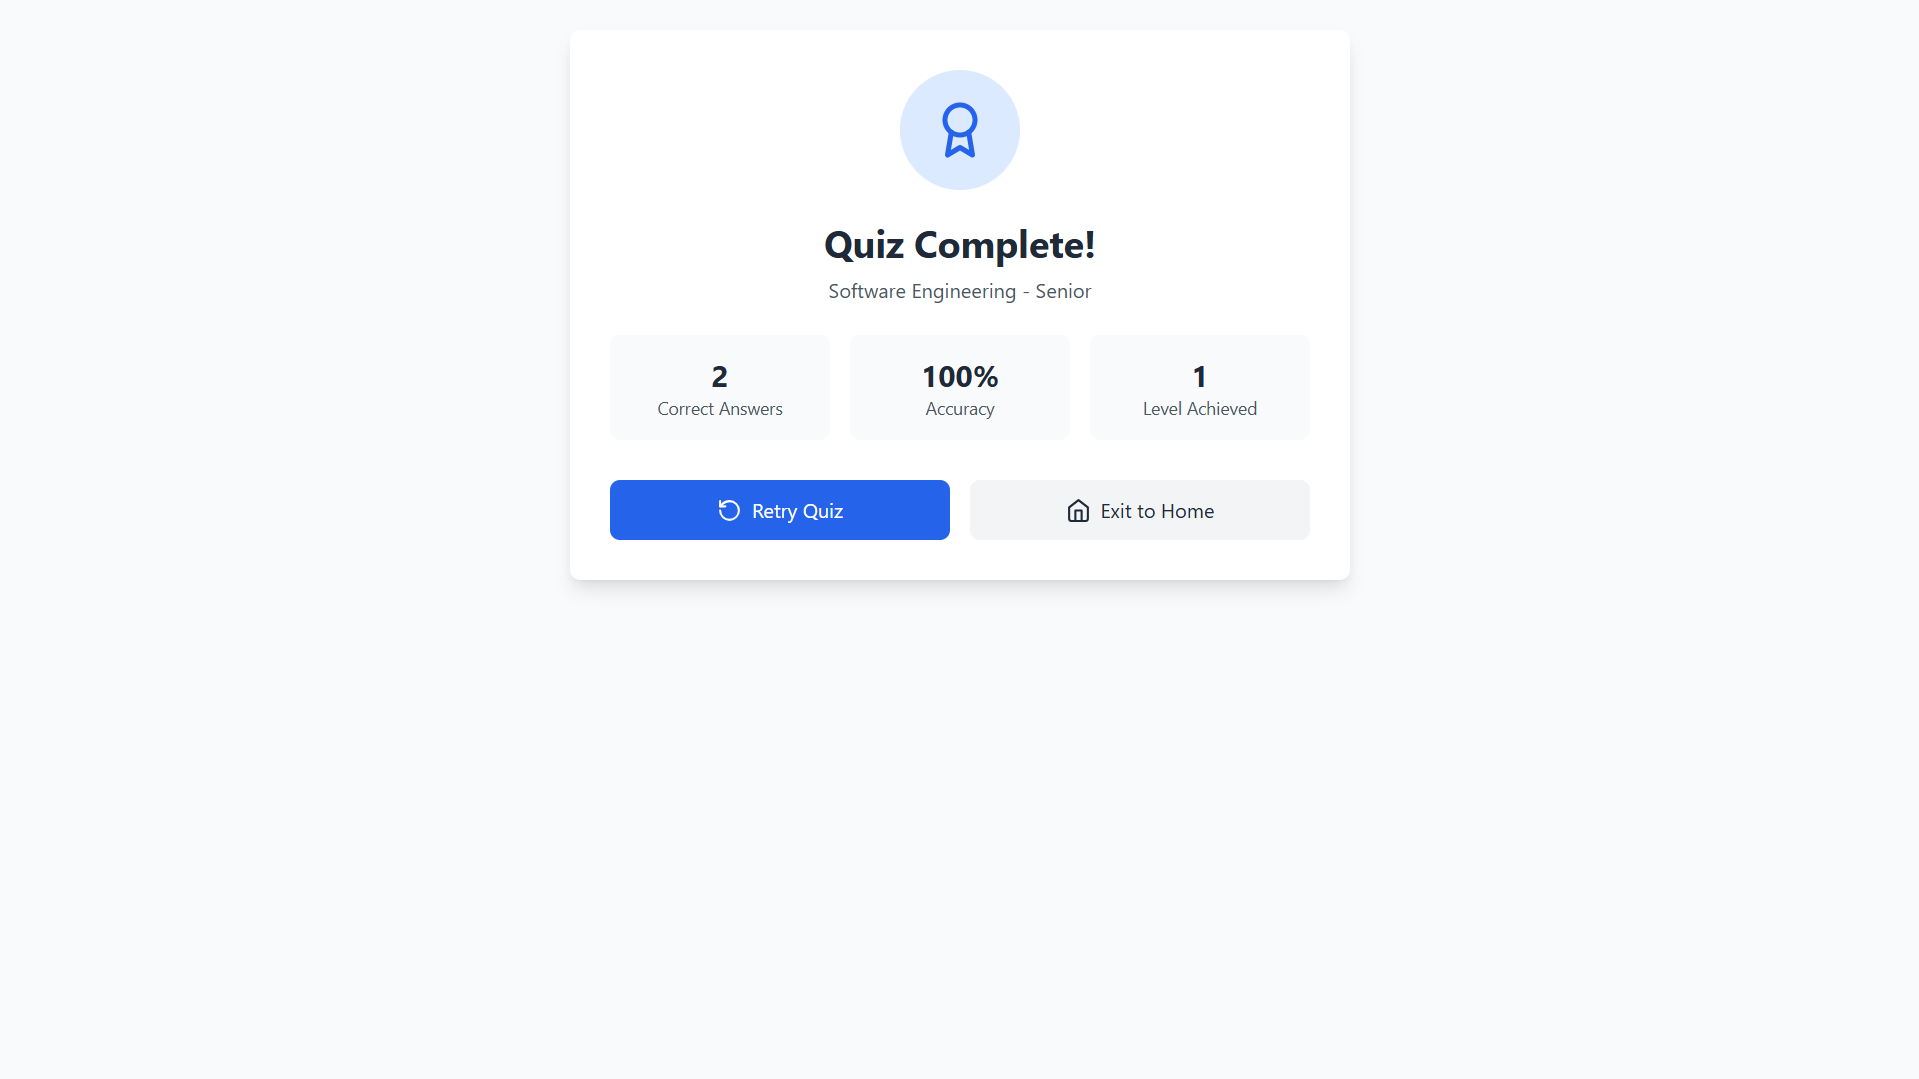 Quiz Complete!
Software Engineering - Senior
2
Correct Answers
100%
Accuracy
1
Level Achieved
Retry Quiz
Exit to Home